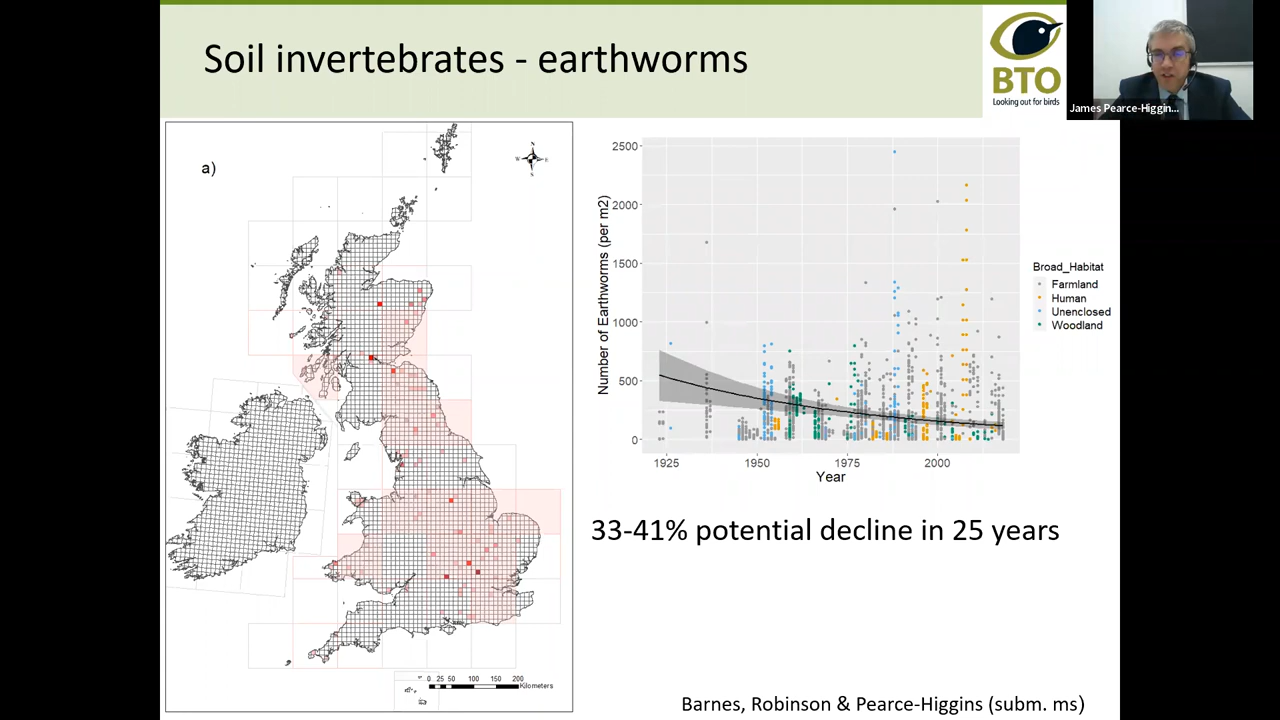 Soil invertebrates - earthworms
BTO
Looking out for birds
James Pearce-Higgin...
a)
N
W
E
S
0 25 50 100 150 200
Kilometers
2500
2000
1500
1000
500
0
Number of Earthworms (per m2)
1925
1950
1975
2000
Year
Broad_Habitat
Farmland
Human
Unenclosed
Woodland
33-41% potential decline in 25 years
Barnes, Robinson & Pearce-Higgins (subm. ms)